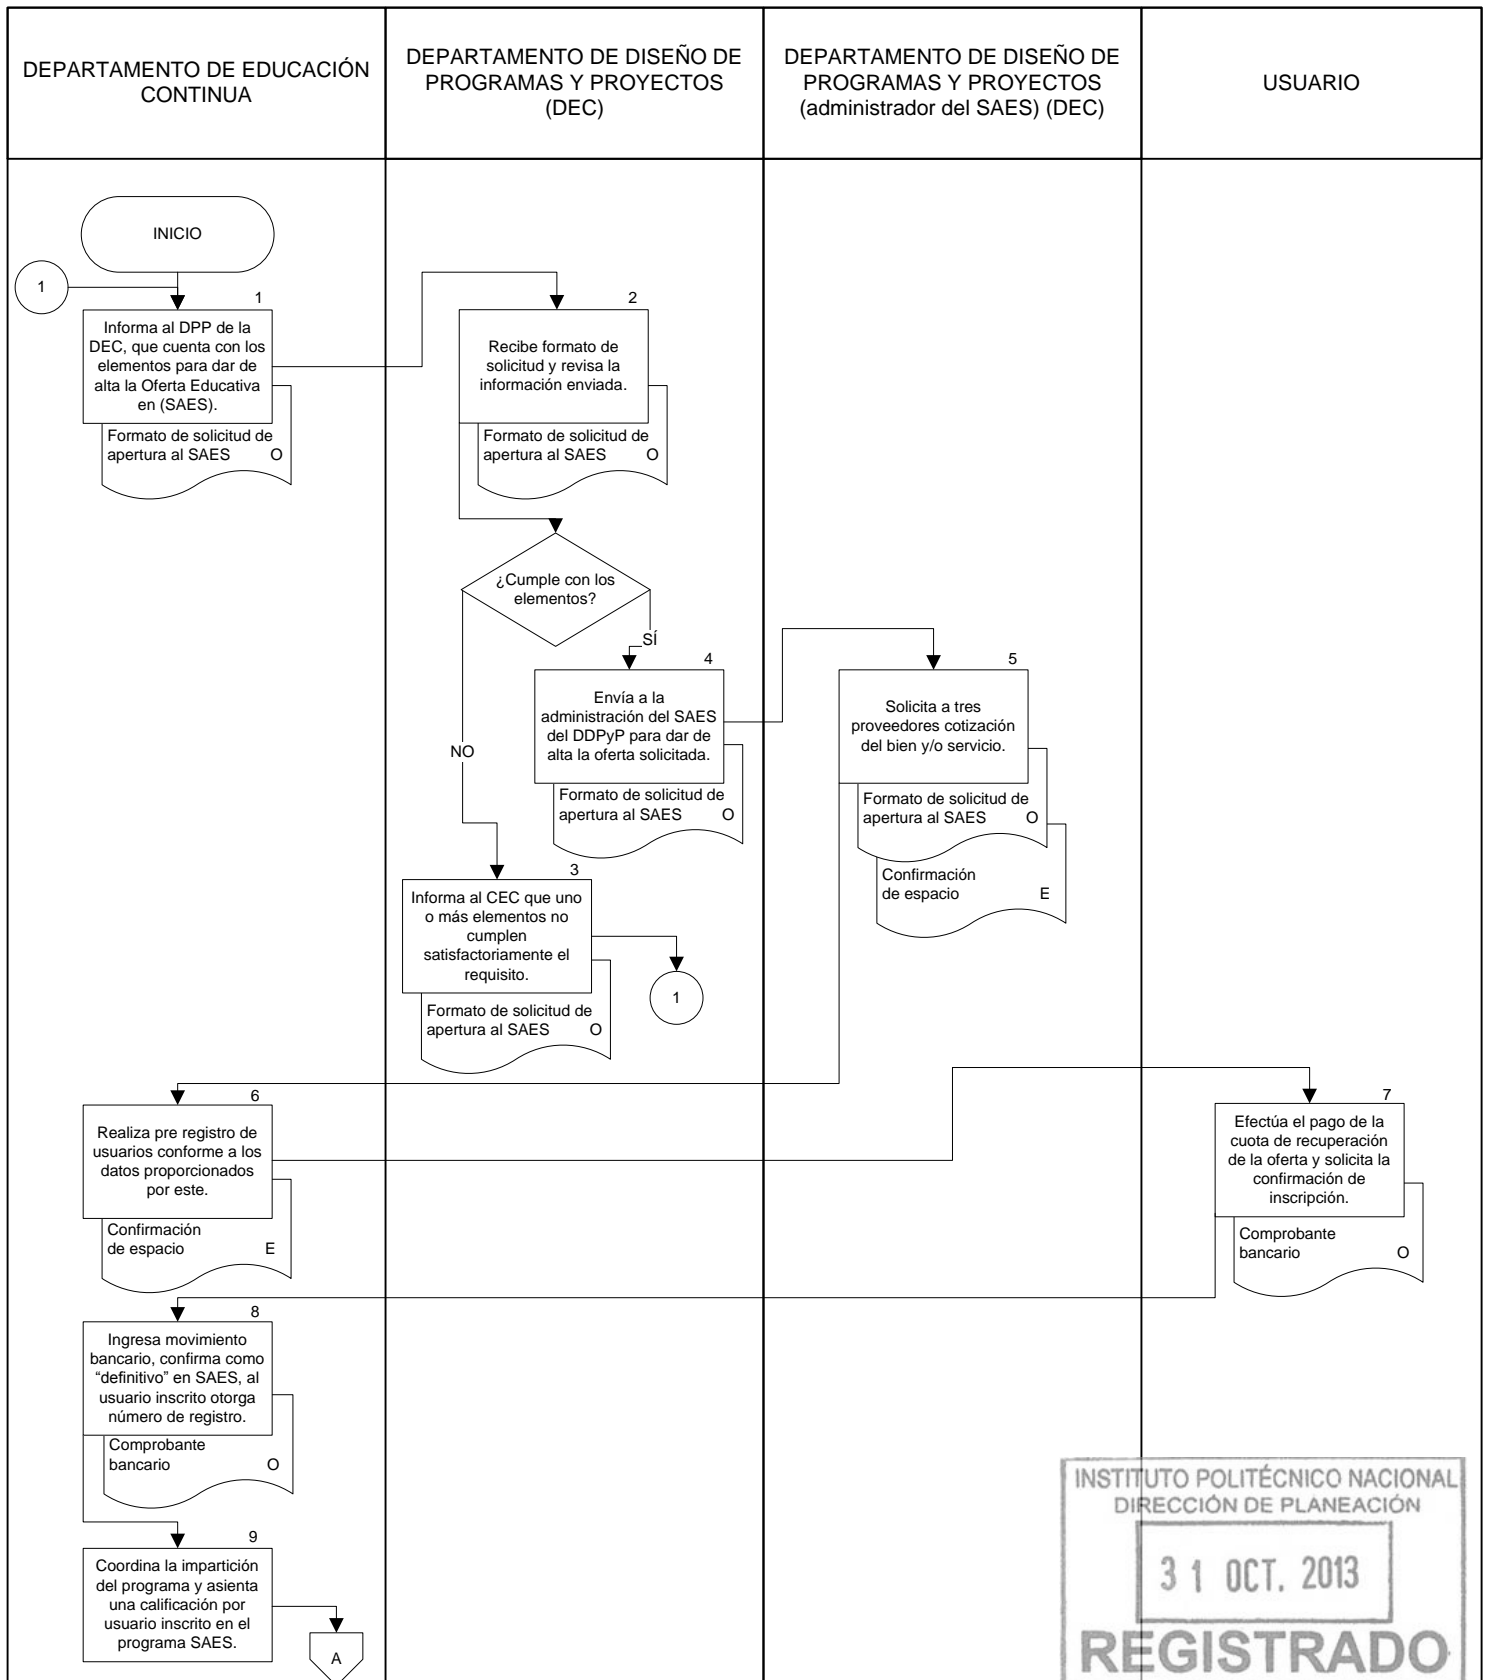 DEPARTAMENTO DE EDUCACIÓN
CONTINUA
DEPARTAMENTO DE DISEÑO DE
PROGRAMAS Y PROYECTOS
(DEC)
DEPARTAMENTO DE DISEÑO DE
PROGRAMAS Y PROYECTOS
(administrador del SAES) (DEC)
USUARIO
INICIO
1
1
Informa al DPP de la
DEC, que cuenta con los
elementos para dar de
alta la Oferta Educativa
en (SAES).
Formato de solicitud de
apertura al SAES O
2
Recibe formato de
solicitud y revisa la
información enviada.
Formato de solicitud de
apertura al SAES O
¿Cumple con los
elementos?
SÍ
NO
4
Envía a la
administración del SAES
del DDPyP para dar de
alta la oferta solicitada.
Formato de solicitud de
apertura al SAES O
5
Solicita a tres
proveedores cotización
del bien y/o servicio.
Formato de solicitud de
apertura al SAES O
Confirmación
de espacio E
3
Informa al CEC que uno
o más elementos no
cumplen
satisfactoriamente el
requisito.
Formato de solicitud de
apertura al SAES O
1
6
Realiza pre registro de
usuarios conforme a los
datos proporcionados
por este.
Confirmación
de espacio E
7
Efectúa el pago de la
cuota de recuperación
de la oferta y solicita la
confirmación de
inscripción.
Comprobante
bancario O
8
Ingresa movimiento
bancario, confirma como
“definitivo” en SAES, al
usuario inscrito otorga
número de registro.
Comprobante
bancario O
9
Coordina la impartición
del programa y asienta
una calificación por
usuario inscrito en el
programa SAES.
A
INSTITUTO POLITÉCNICO NACIONAL
DIRECCIÓN DE PLANEACIÓN
3 1 OCT. 2013
REGISTRADO